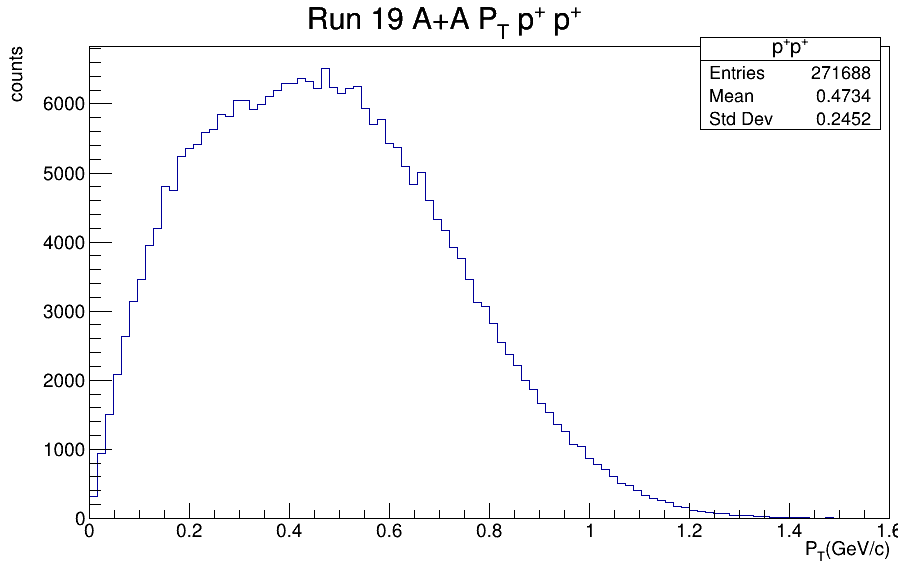 Run 19 A+A P_T p⁺ p⁺
counts
p⁺p⁺
Entries 271688
Mean 0.4734
Std Dev 0.2452
6000
5000
4000
3000
2000
1000
0
0 0.2 0.4 0.6 0.8 1 1.2 1.4 1.6
P_T(GeV/c)